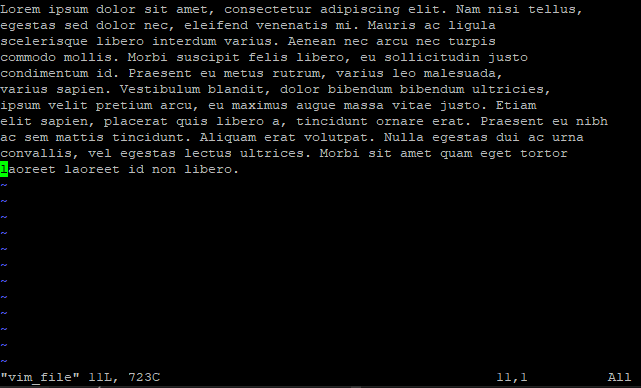 Lorem ipsum dolor sit amet, consectetur adipiscing elit. Nam nisi tellus,
egestas sed dolor nec, eleifend venenatis mi. Mauris ac ligula
scelerisque libero interdum varius. Aenean nec arcu nec turpis
commodo mollis. Morbi suscipit felis libero, eu sollicitudin justo
condimentum id. Praesent eu metus rutrum, varius leo malesuada,
varius sapien. Vestibulum blandit, dolor bibendum bibendum ultricies,
ipsum velit pretium arcu, eu maximus augue massa vitae justo. Etiam
elit sapien, placerat quis libero a, tincidunt ornare erat. Praesent eu nibh
ac sem mattis tincidunt. Aliquam erat volutpat. Nulla egestas dui ac urna
convallis, vel egestas lectus ultrices. Morbi sit amet quam eget tortor
laoreet laoreet id non libero.
~
~
~
~
~
~
~
~
~
~
~
~
"vim_file" 11L, 723C 11,1 All